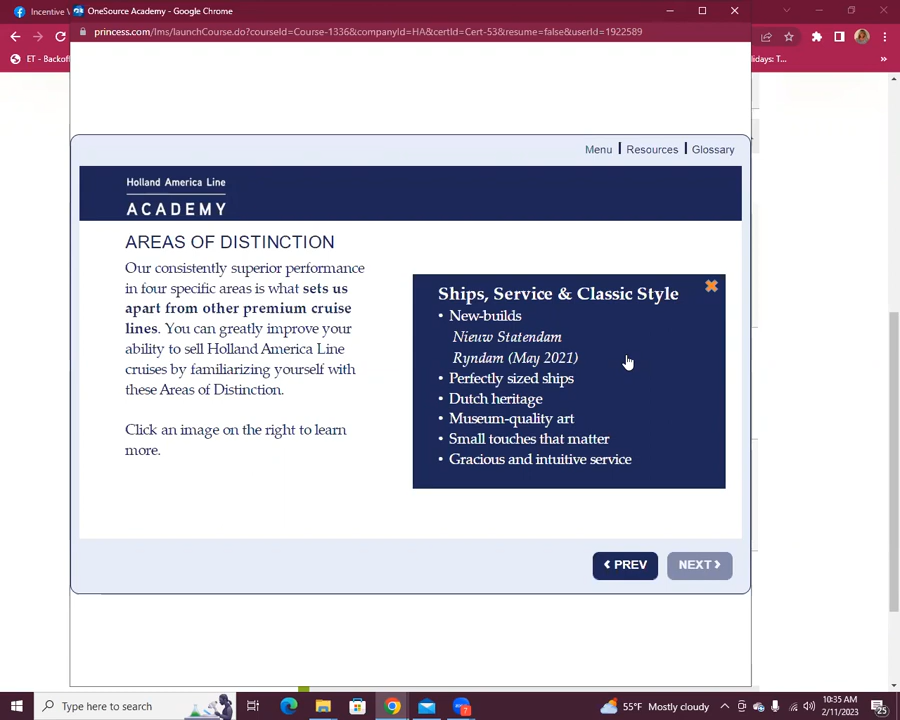 Incentive V
OneSource Academy - Google Chrome
princess.com/lms/launchCourse.do?courseId=Course-1336&companyId=HA&certId=Cert-53&resume=false&userId=1922589
ET - Backoff
lidays: T...
»
Menu | Resources | Glossary
Holland America Line
ACADEMY
AREAS OF DISTINCTION
Our consistently superior performance
in four specific areas is what sets us
apart from other premium cruise
lines. You can greatly improve your
ability to sell Holland America Line
cruises by familiarizing yourself with
these Areas of Distinction.
Click an image on the right to learn
more.
Ships, Service & Classic Style
• New-builds
Nieuw Statendam
Ryndam (May 2021)
• Perfectly sized ships
• Dutch heritage
• Museum-quality art
• Small touches that matter
• Gracious and intuitive service
‹ PREV
NEXT ›
Type here to search
55°F Mostly cloudy
10:35 AM
2/11/2023
25